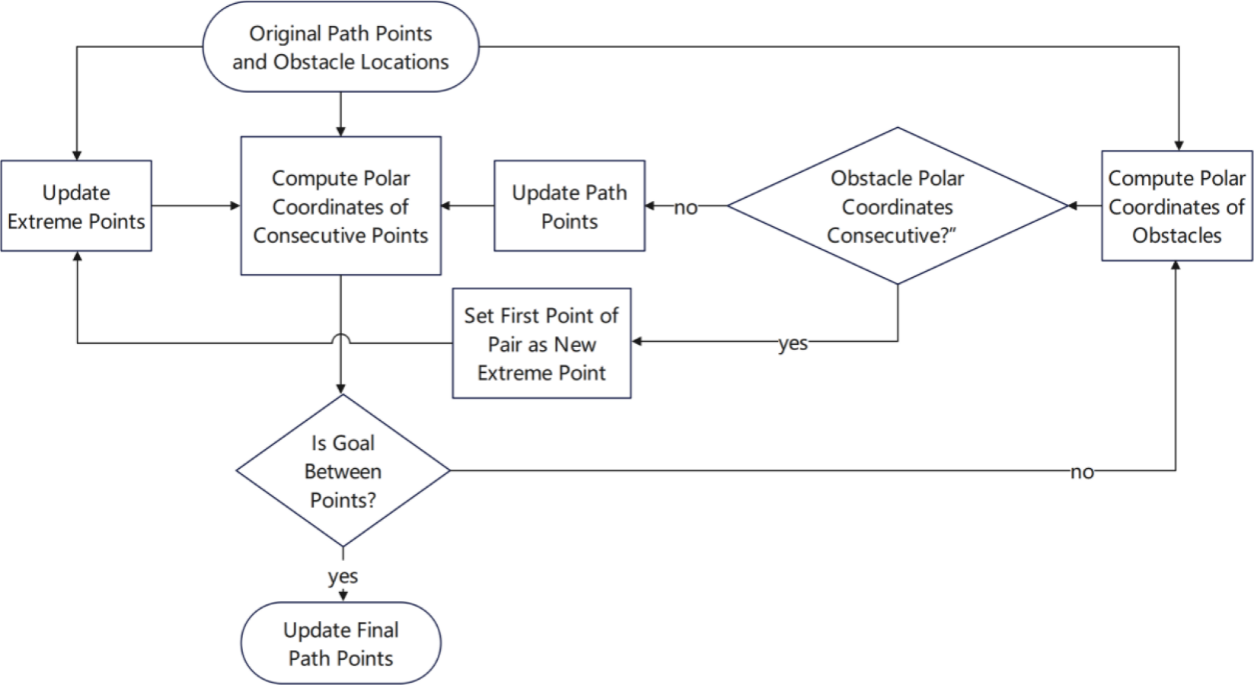 Original Path Points
and Obstacle Locations
Update
Extreme Points
Compute Polar
Coordinates of
Consecutive Points
Update Path
Points
no
Obstacle Polar
Coordinates
Consecutive?”
Compute Polar
Coordinates of
Obstacles
Set First Point of
Pair as New
Extreme Point
yes
Is Goal
Between
Points?
no
yes
Update Final
Path Points